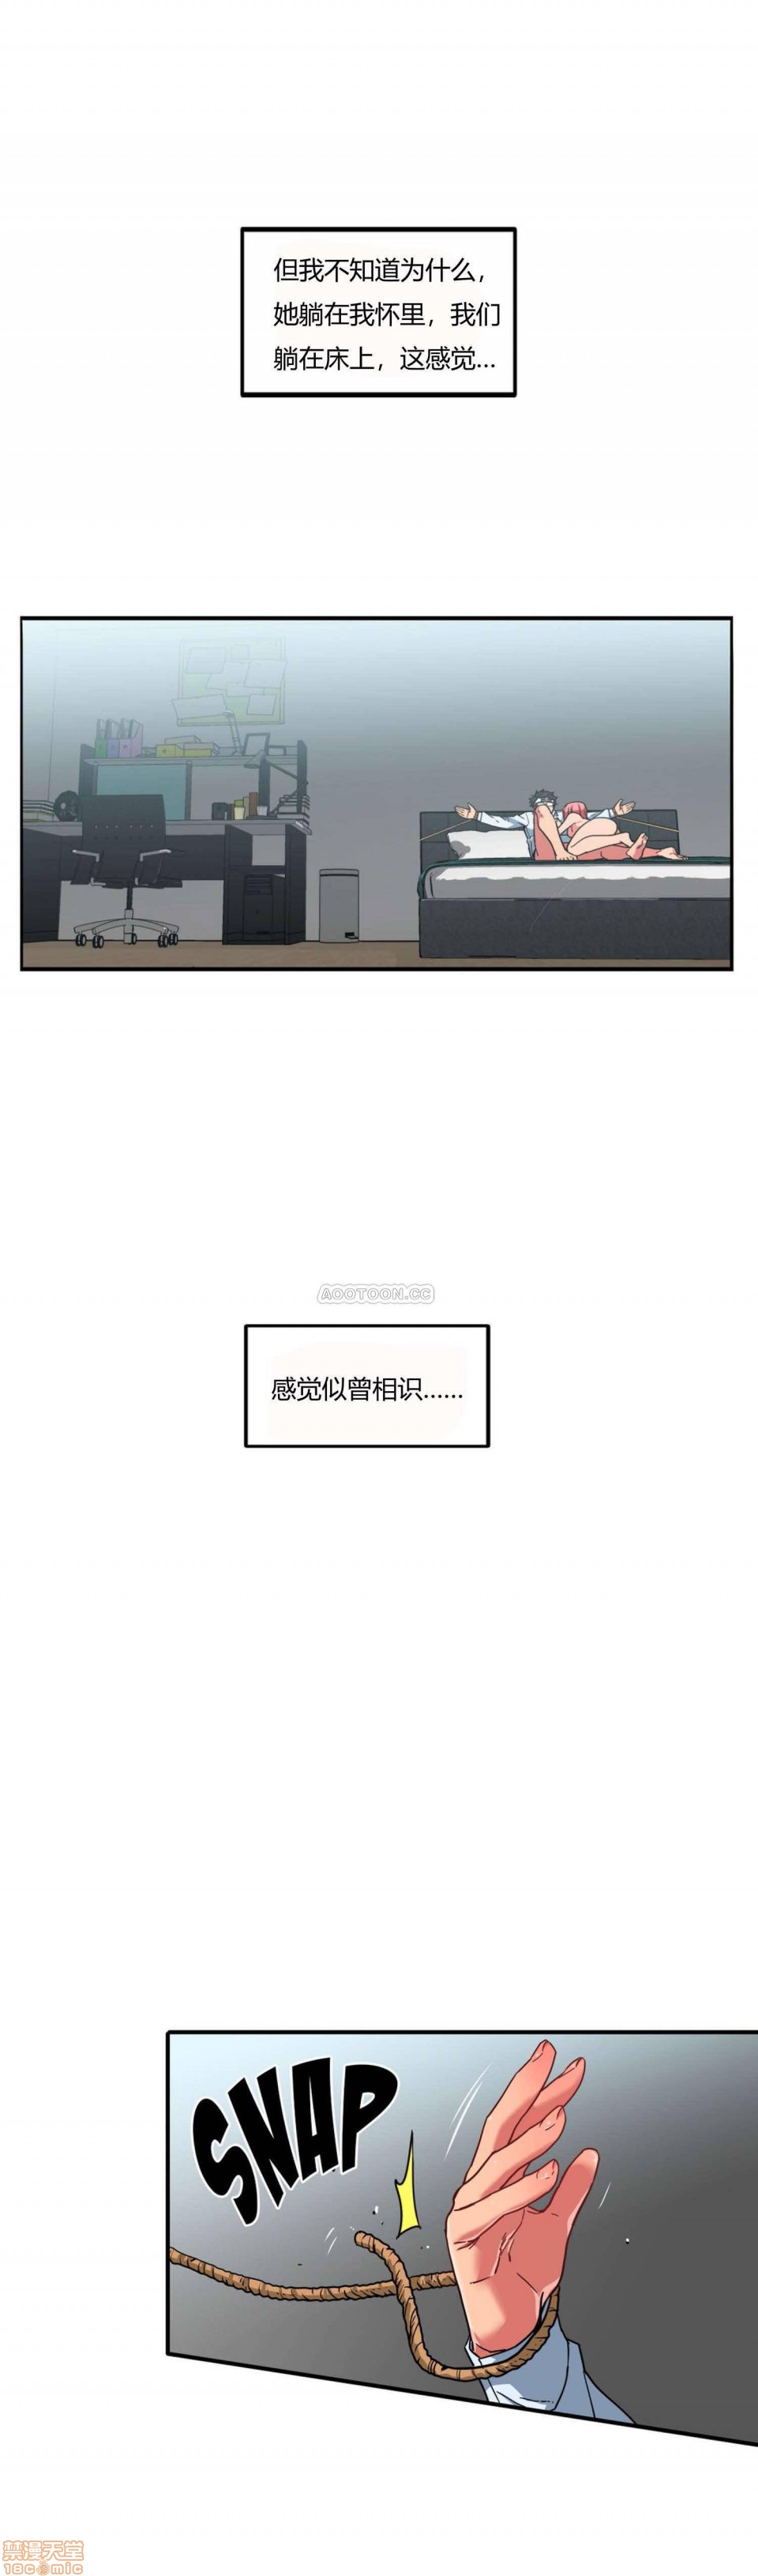 但我不知道为什么，
她躺在我怀里，我们
躺在床上，这感觉...
AOOTOON.CC
感觉似曾相识......
SNAP
禁漫天堂
18comic